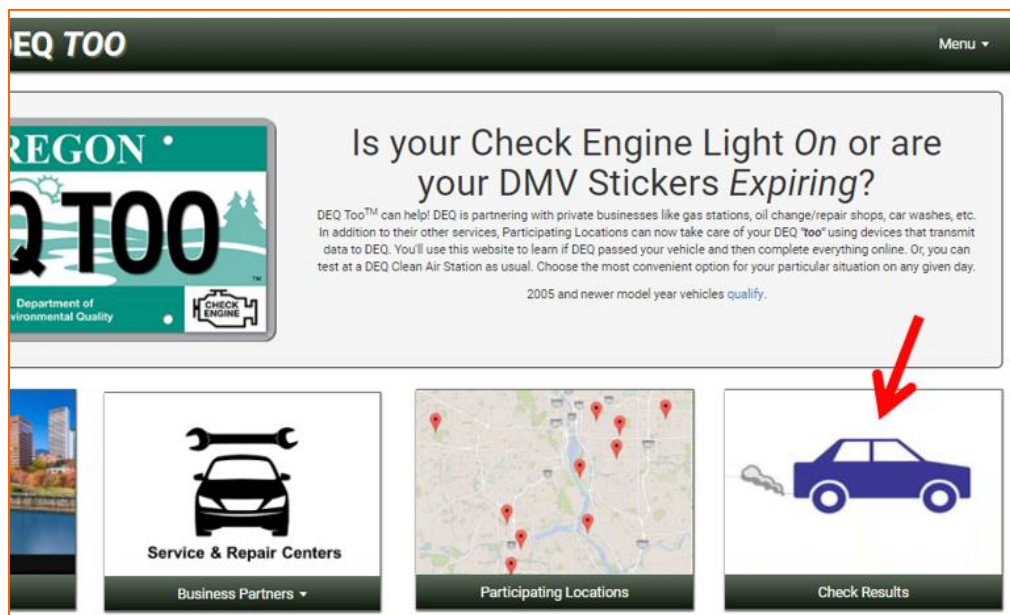 DEQ TOO
Menu
REGON
Q TOO
TM
Department of
vironmental Quality
CHECK
ENGINE
Is your Check Engine Light On or are
your DMV Stickers Expiring?
DEQ Too™ can help! DEQ is partnering with private businesses like gas stations, oil change/repair shops, car washes, etc.
In addition to their other services, Participating Locations can now take care of your DEQ "too" using devices that transmit
data to DEQ. You'll use this website to learn if DEQ passed your vehicle and then complete everything online. Or, you can
test at a DEQ Clean Air Station as usual. Choose the most convenient option for your particular situation on any given day.
2005 and newer model year vehicles qualify.
Service & Repair Centers
Business Partners
Participating Locations
Check Results